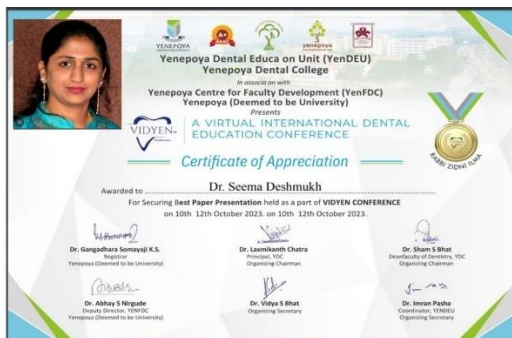 YENEPOYA
yenepoya
Yenepoya Dental Educa on Unit (YenDEU)
Yenepoya Dental College
In associa on with
Yenepoya Centre for Faculty Development (YenFDC)
Yenepoya (Deemed to be University)
Presents
VIDYEN
A VIRTUAL INTERNATIONAL DENTAL
EDUCATION CONFERENCE
RABBI ZIDNI ILMA
Certificate of Appreciation
Awarded to Dr. Seema Deshmukh
For Securing Best Paper Presentation held as a part of VIDYEN CONFERENCE
on 10th 12th October 2023. on 10th 12th October 2023.
Dr. Gangadhara Somayaji K.S.
Registrar
Yenepoya (Deemed to be University)
Dr. Laxmikanth Chatra
Principal, YDC
Organizing Chairman
Dr. Sham S Bhat
Deanfaculty of Dentistry, YDC
Organizing Chairman
Dr. Abhay S Nirgude
Deputy Director, YENFDC
Yenepoya (Deemed to be University)
Dr. Vidya S Bhat
Organizing Secretary
Dr. Imran Pasha
Coordinator, YENDEU
Organizing Secretary